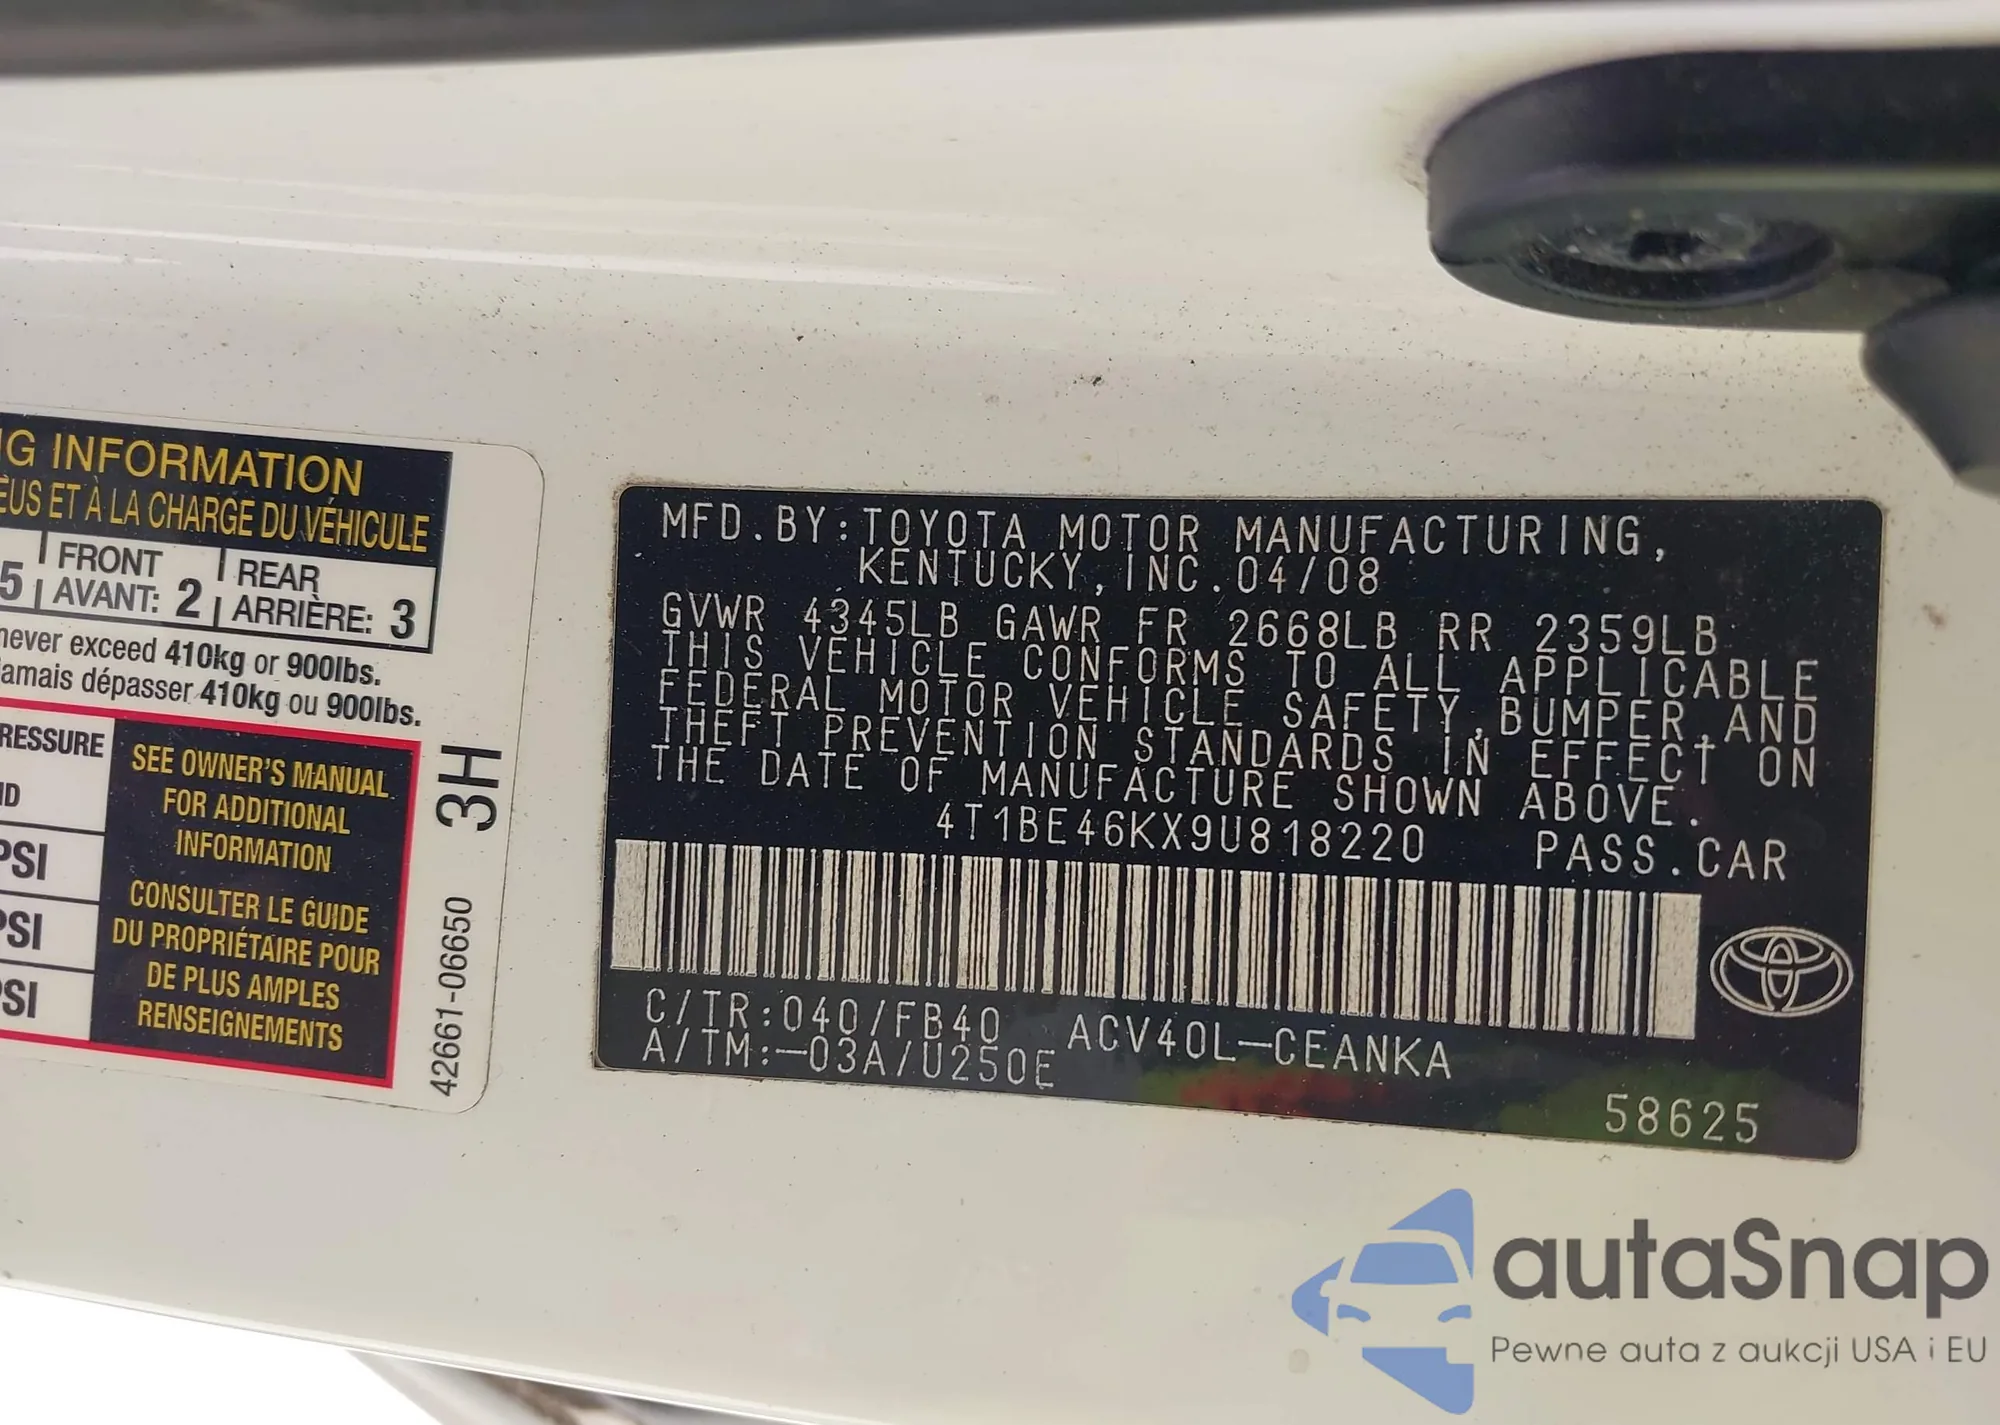 NG INFORMATION
EUS ET À LA CHARGE DU VÉHICULE
5 FRONT AVANT: 2 REAR ARRIÈRE: 3
never exceed 410kg or 900lbs.
Jamais dépasser 410kg ou 900lbs.
RESSURE
PSI
PSI
PSI
SEE OWNER'S MANUAL
FOR ADDITIONAL
INFORMATION
CONSULTER LE GUIDE
DU PROPRIÉTAIRE POUR
DE PLUS AMPLES
RENSEIGNEMENTS
42661-06650 3H
MFD. BY: TOYOTA MOTOR MANUFACTURING,
KENTUCKY, INC. 04/08
GVWR 4345LB GAWR FR 2668LB RR 2359LB
THIS VEHICLE CONFORMS TO ALL APPLICABLE
FEDERAL MOTOR VEHICLE SAFETY, BUMPER, AND
THEFT PREVENTION STANDARDS IN EFFECT ON
THE DATE OF MANUFACTURE SHOWN ABOVE.
4T1BE46KX9U818220 PASS. CAR
C/TR: 040/FB40 ACV40L-CEANKA
A/TM: -03A/U250E
58625
autaSnap
Pewne auta z aukcji USA i EU